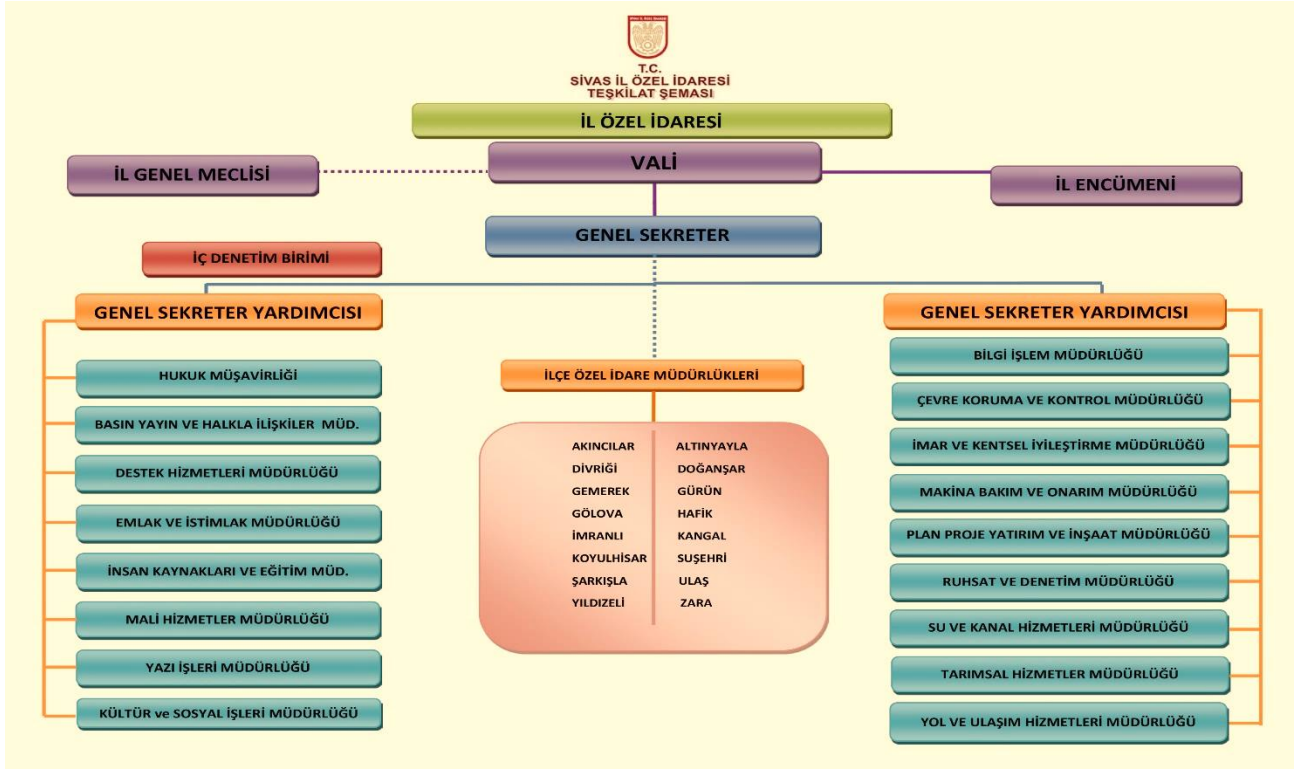 SİVAS İL ÖZEL İDARESİ
T.C.
SİVAS İL ÖZEL İDARESİ
TEŞKİLAT ŞEMASI
İL ÖZEL İDARESİ
İL GENEL MECLİSİ
VALİ
İL ENCÜMENİ
GENEL SEKRETER
İÇ DENETİM BİRİMİ
GENEL SEKRETER YARDIMCISI
HUKUK MÜŞAVİRLİĞİ
BASIN YAYIN VE HALKLA İLİŞKİLER MÜD.
DESTEK HİZMETLERİ MÜDÜRLÜĞÜ
EMLAK VE İSTİMLAK MÜDÜRLÜĞÜ
İNSAN KAYNAKLARI VE EĞİTİM MÜD.
MALİ HİZMETLER MÜDÜRLÜĞÜ
YAZI İŞLERİ MÜDÜRLÜĞÜ
KÜLTÜR ve SOSYAL İŞLERİ MÜDÜRLÜĞÜ
İLÇE ÖZEL İDARE MÜDÜRLÜKLERİ
AKINCILAR ALTINYAYLA
DİVRİĞİ DOĞANŞAR
GEMEREK GÜRÜN
GÖLOVA HAFİK
İMRANLI KANGAL
KOYULHİSAR SUŞEHRİ
ŞARKIŞLA ULAŞ
YILDIZELİ ZARA
GENEL SEKRETER YARDIMCISI
BİLGİ İŞLEM MÜDÜRLÜĞÜ
ÇEVRE KORUMA VE KONTROL MÜDÜRLÜĞÜ
İMAR VE KENTSEL İYİLEŞTİRME MÜDÜRLÜĞÜ
MAKİNA BAKIM VE ONARIM MÜDÜRLÜĞÜ
PLAN PROJE YATIRIM VE İNŞAAT MÜDÜRLÜĞÜ
RUHSAT VE DENETİM MÜDÜRLÜĞÜ
SU VE KANAL HİZMETLERİ MÜDÜRLÜĞÜ
TARIMSAL HİZMETLER MÜDÜRLÜĞÜ
YOL VE ULAŞIM HİZMETLERİ MÜDÜRLÜĞÜ